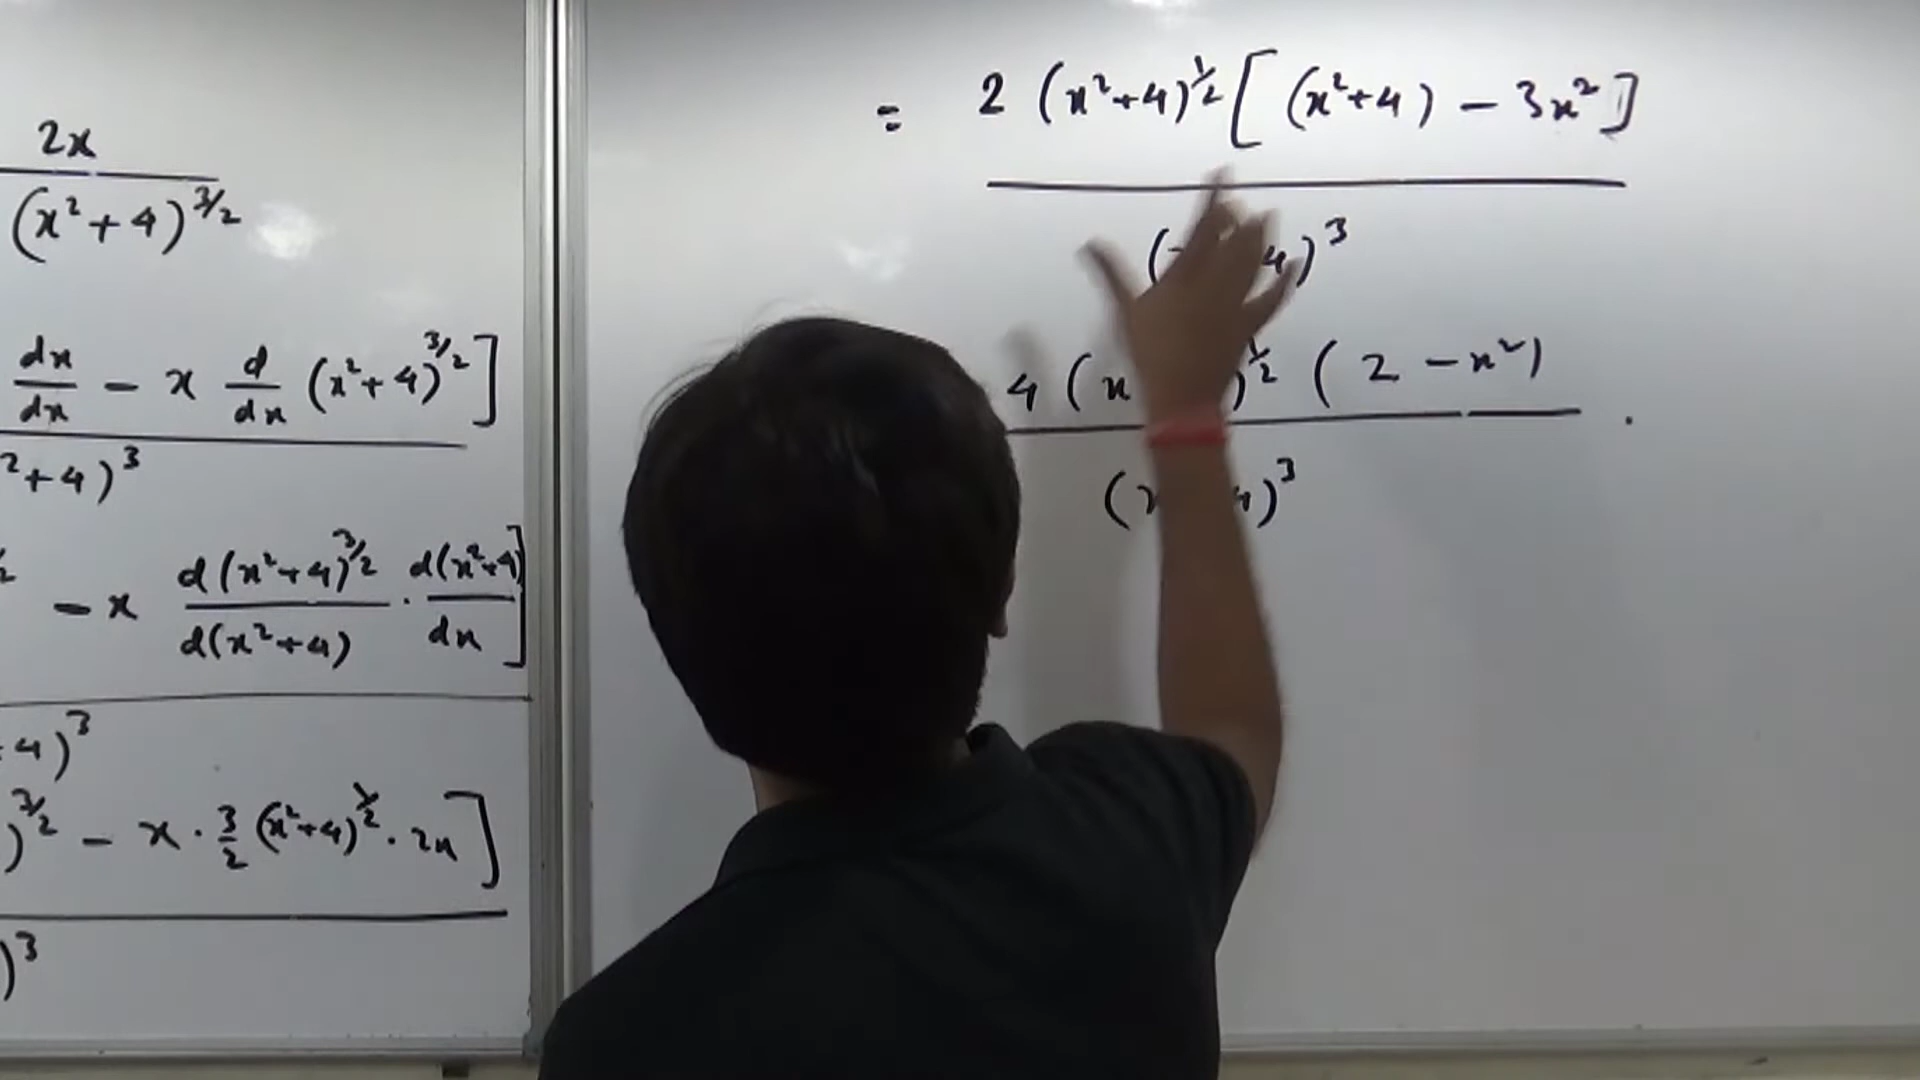 2x
(x²+4)^3/2
dx/dx - x d/dx (x²+4)^3/2 ]
²+4)³
- x d(x²+4)^3/2 / d(x²+4) · d(x²+4) / dx ]
4)³
)^3/2 - x · 3/2 (x²+4)^1/2 · 2x ]
)³
= 2 (x²+4)^1/2 [ (x²+4) - 3x² ]
( 4)³
4 (x )^1/2 ( 2 - x² ) .
(x 4)³